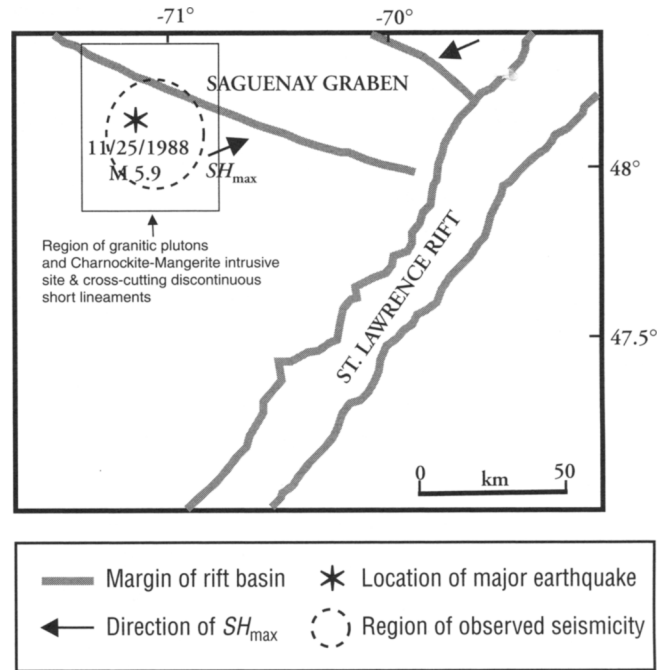 -71°
-70°
SAGUENAY GRABEN
11/25/1988
M 5.9
SHmax
48°
Region of granitic plutons
and Charnockite-Mangerite intrusive
site & cross-cutting discontinuous
short lineaments
ST. LAWRENCE RIFT
47.5°
0 km 50
Margin of rift basin
Location of major earthquake
Direction of SHmax
Region of observed seismicity